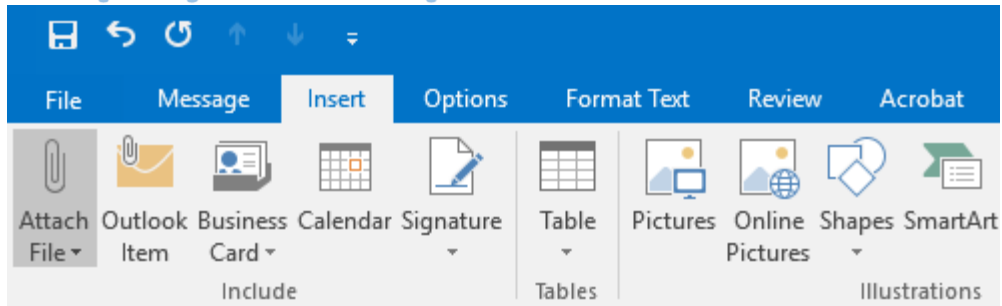 File Message Insert Options Format Text Review Acrobat
Attach Outlook Business Calendar Signature Table Pictures Online Shapes SmartArt
File Item Card Pictures
Include Tables Illustrations